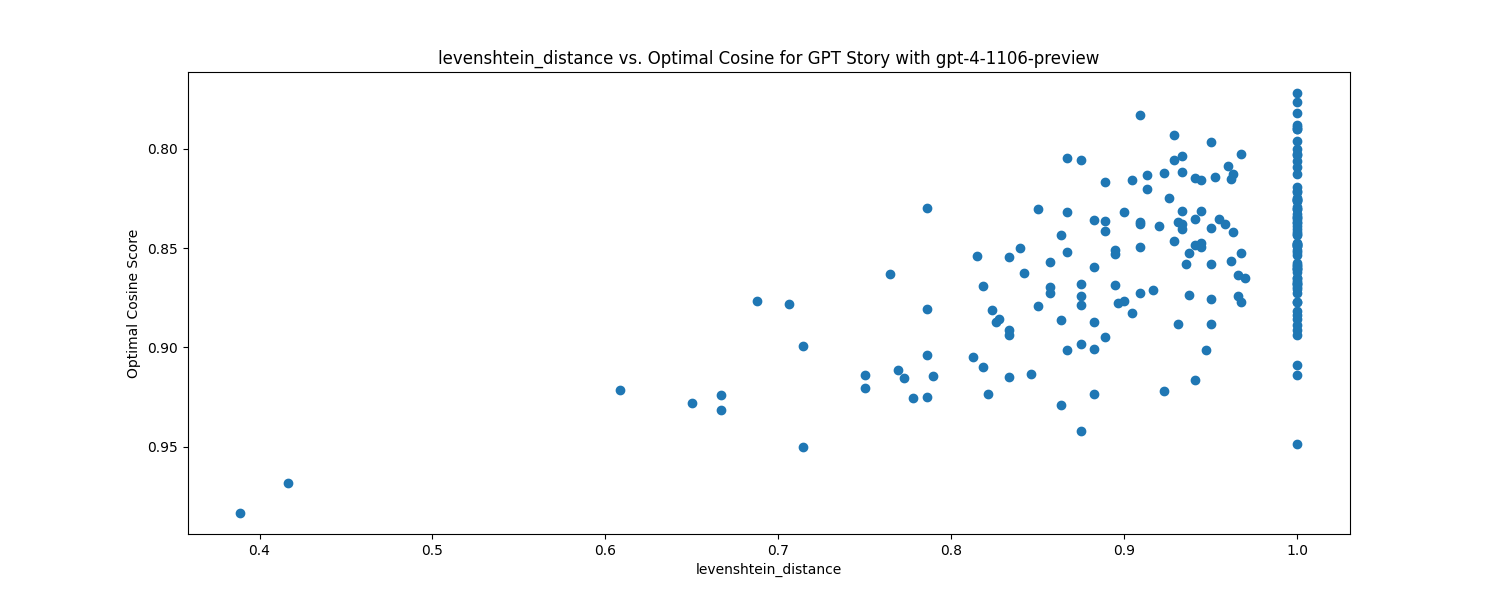 levenshtein_distance vs. Optimal Cosine for GPT Story with gpt-4-1106-preview
Optimal Cosine Score
0.80
0.85
0.90
0.95
0.4 0.5 0.6 0.7 0.8 0.9 1.0
levenshtein_distance